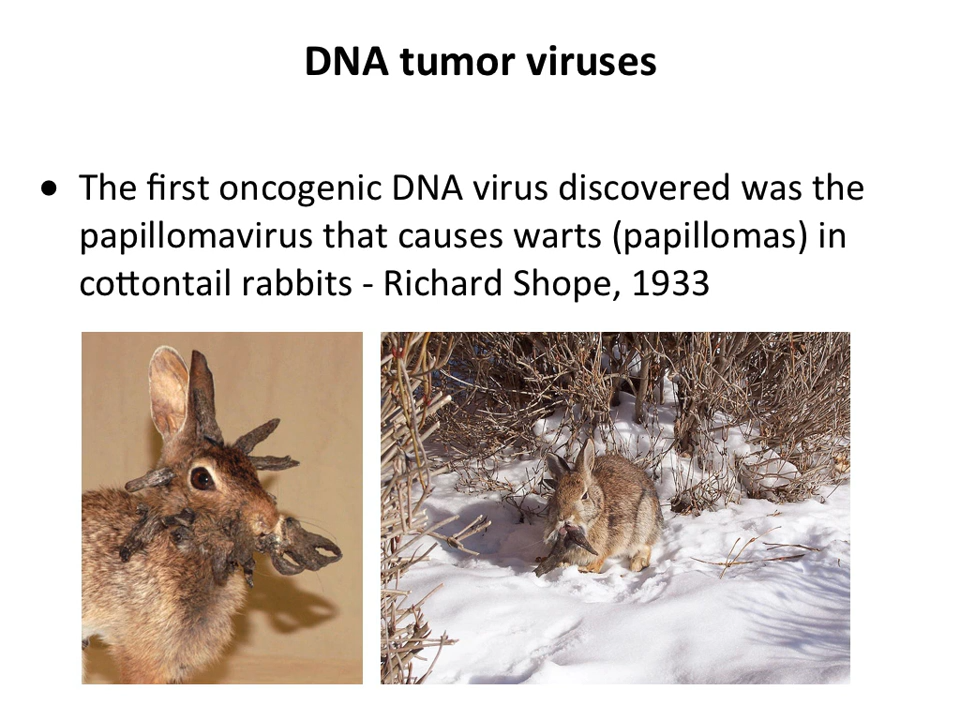 DNA tumor viruses
● The first oncogenic DNA virus discovered was the
papillomavirus that causes warts (papillomas) in
cottontail rabbits - Richard Shope, 1933